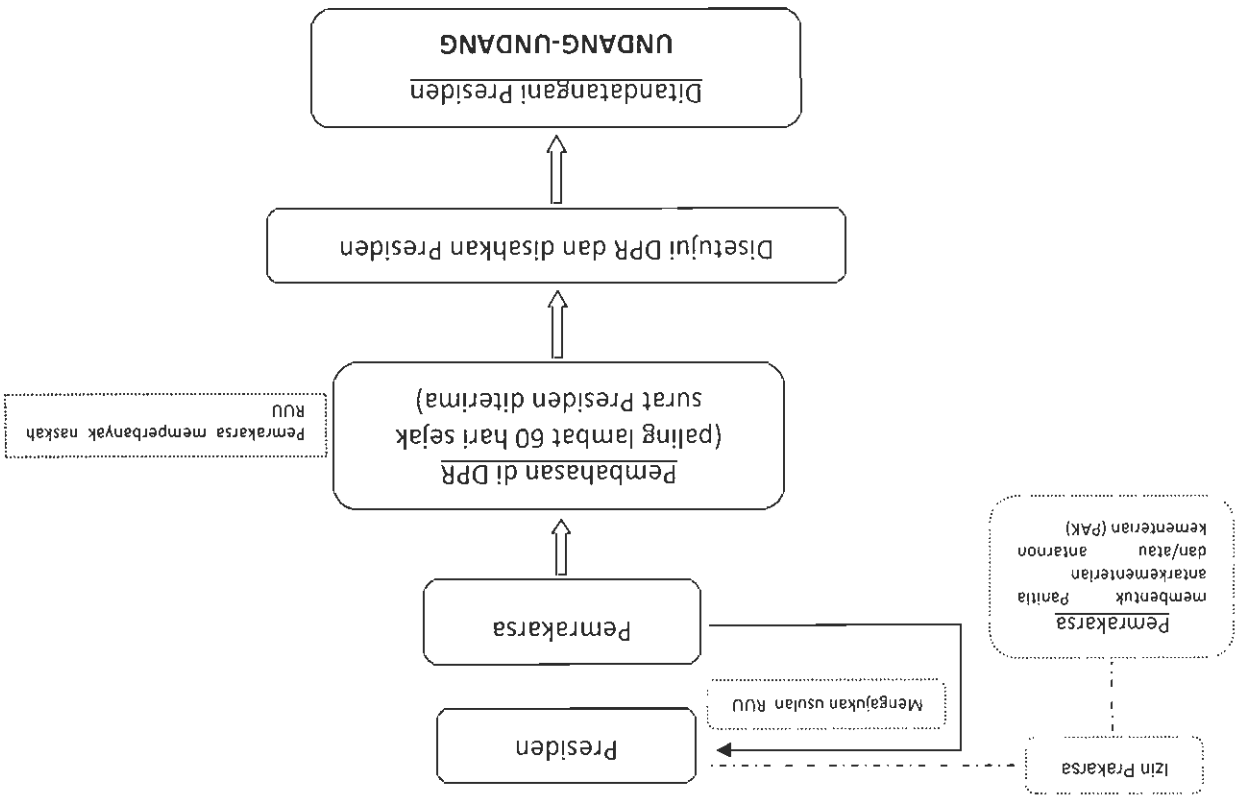 Izin Prakarsa
Presiden
Mengajukan usulan RUU
Pemrakarsa
membentuk Panitia
antarkementerian
dan/atau antarnon
kementerian (PAK)
Pemrakarsa
Pembahasan di DPR
(paling lambat 60 hari sejak
surat Presiden diterima)
Pemrakarsa memperbanyak naskah
RUU
Disetujui DPR dan disahkan Presiden
Ditandatangani Presiden
UNDANG-UNDANG